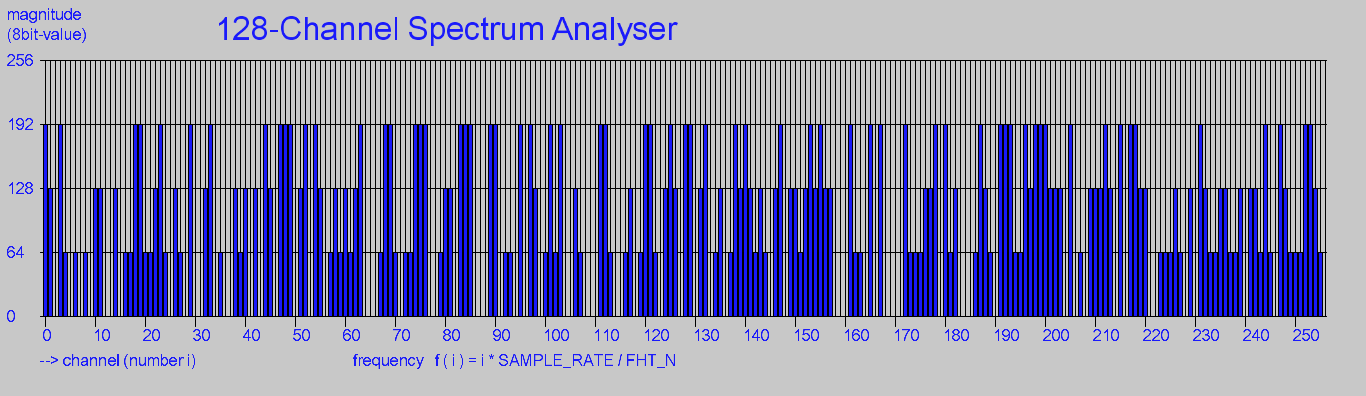 magnitude
(8bit-value)
128-Channel Spectrum Analyser
256
192
128
64
0
0 10 20 30 40 50 60 70 80 90 100 110 120 130 140 150 160 170 180 190 200 210 220 230 240 250
--> channel (number i)
frequency f ( i ) = i * SAMPLE_RATE / FHT_N